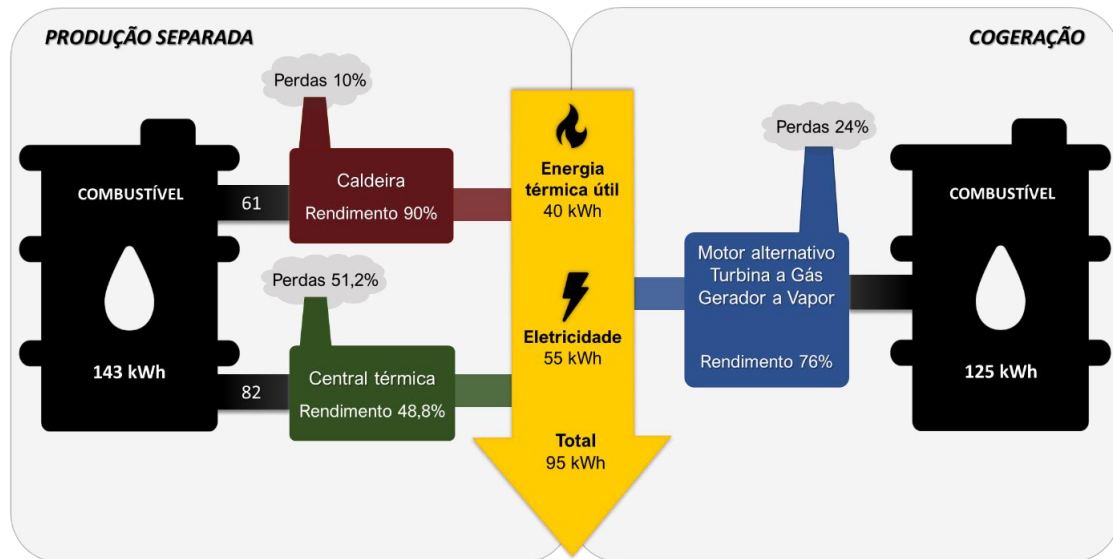 PRODUÇÃO SEPARADA
COGERAÇÃO
Perdas 10%
COMBUSTÍVEL
61
Caldeira
Rendimento 90%
Perdas 51,2%
143 kWh
82
Central térmica
Rendimento 48,8%
Energia
térmica útil
40 kWh
Eletricidade
55 kWh
Total
95 kWh
Perdas 24%
Motor alternativo
Turbina a Gás
Gerador a Vapor
Rendimento 76%
COMBUSTÍVEL
125 kWh